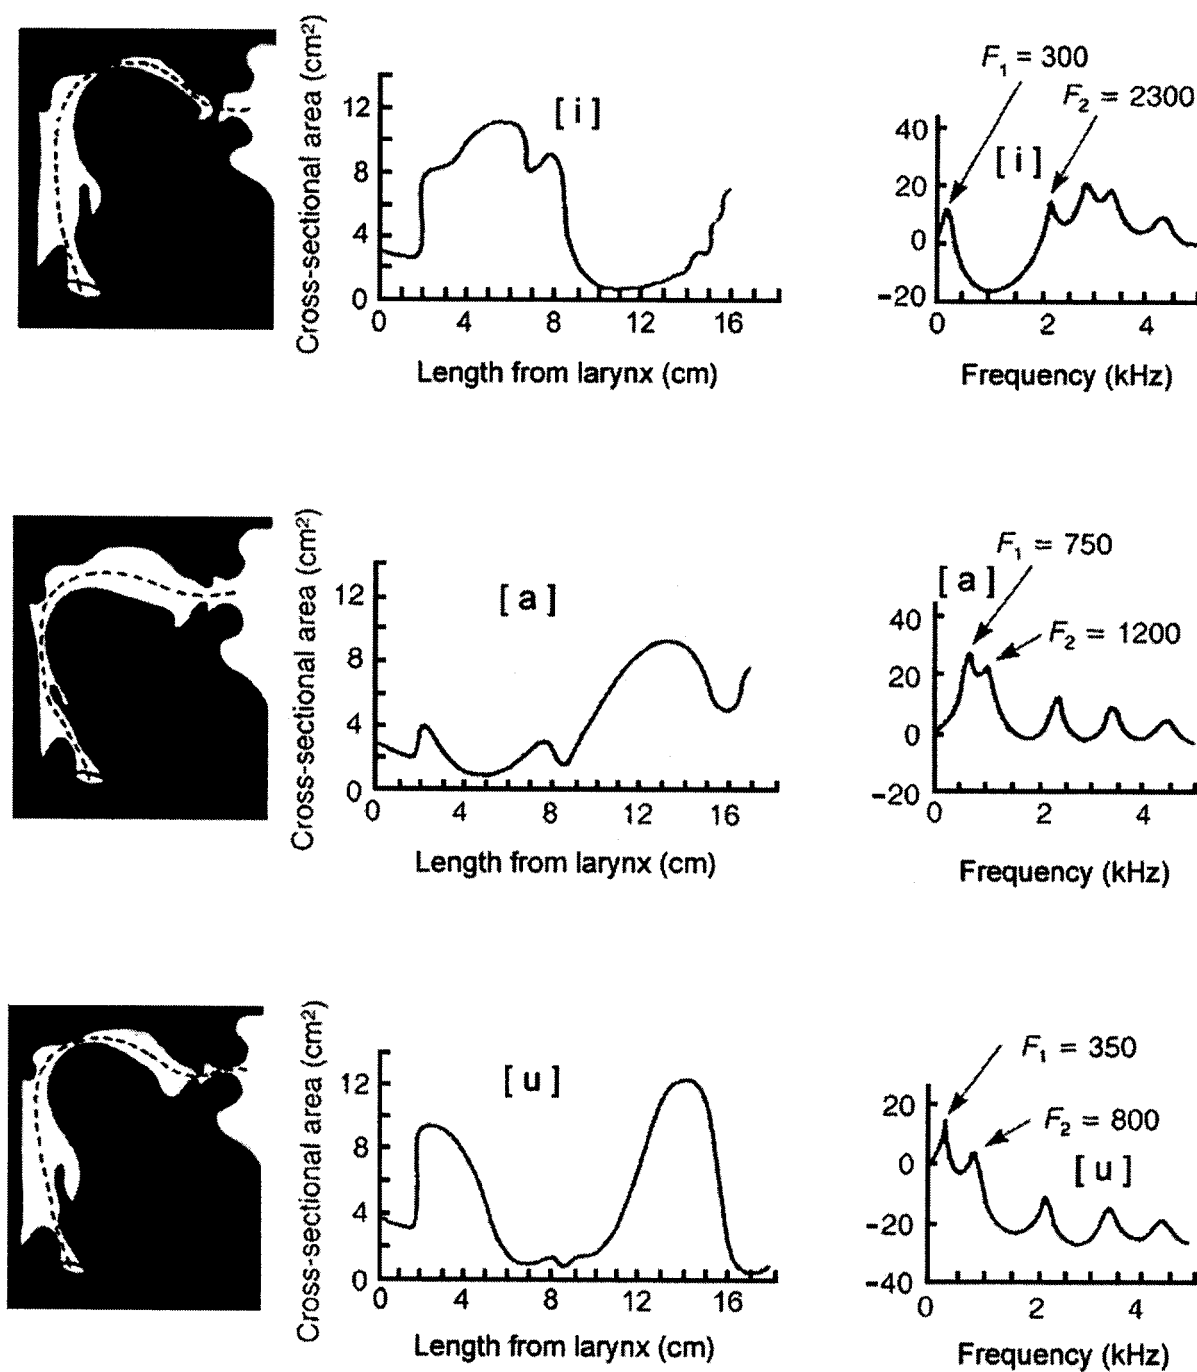 Cross-sectional area (cm²)
12
8
4
0
[ i ]
0 4 8 12 16
Length from larynx (cm)
F₁ = 300
F₂ = 2300
40
20
0
−20
[ i ]
0 2 4
Frequency (kHz)
Cross-sectional area (cm²)
12
8
4
0
[ a ]
0 4 8 12 16
Length from larynx (cm)
F₁ = 750
[ a ]
F₂ = 1200
40
20
0
−20
0 2 4
Frequency (kHz)
Cross-sectional area (cm²)
12
8
4
0
[ u ]
0 4 8 12 16
Length from larynx (cm)
F₁ = 350
F₂ = 800
20
0
−20
−40
[ u ]
0 2 4
Frequency (kHz)